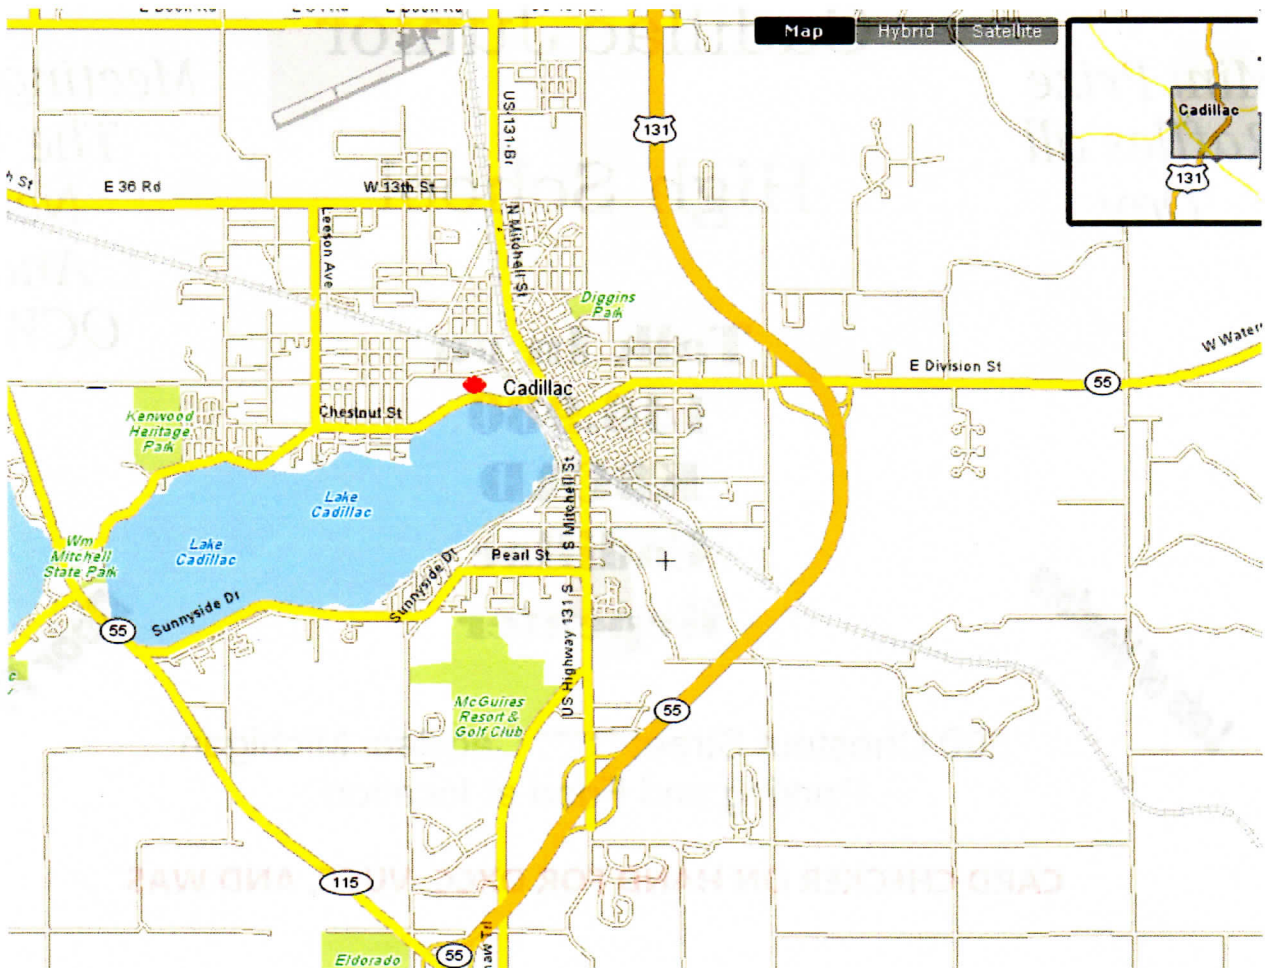 Map
Hybrid
Satellite
Cadillac
131
US-131-Br
131
E 36 Rd
W 13th St
Leeson Ave
N Mitchell St
Diggins
Park
W Water
E Division St
55
Cadillac
Chestnut St
Kenwood
Heritage
Park
Lake
Cadillac
Lake
Cadillac
S Mitchell St
Wm
Mitchell
State Park
Pearl St
Sunnyside Dr
Sunnyside Dr
55
US Highway 131 S
McGuires
Resort &
Golf Club
55
115
55
Eldorado